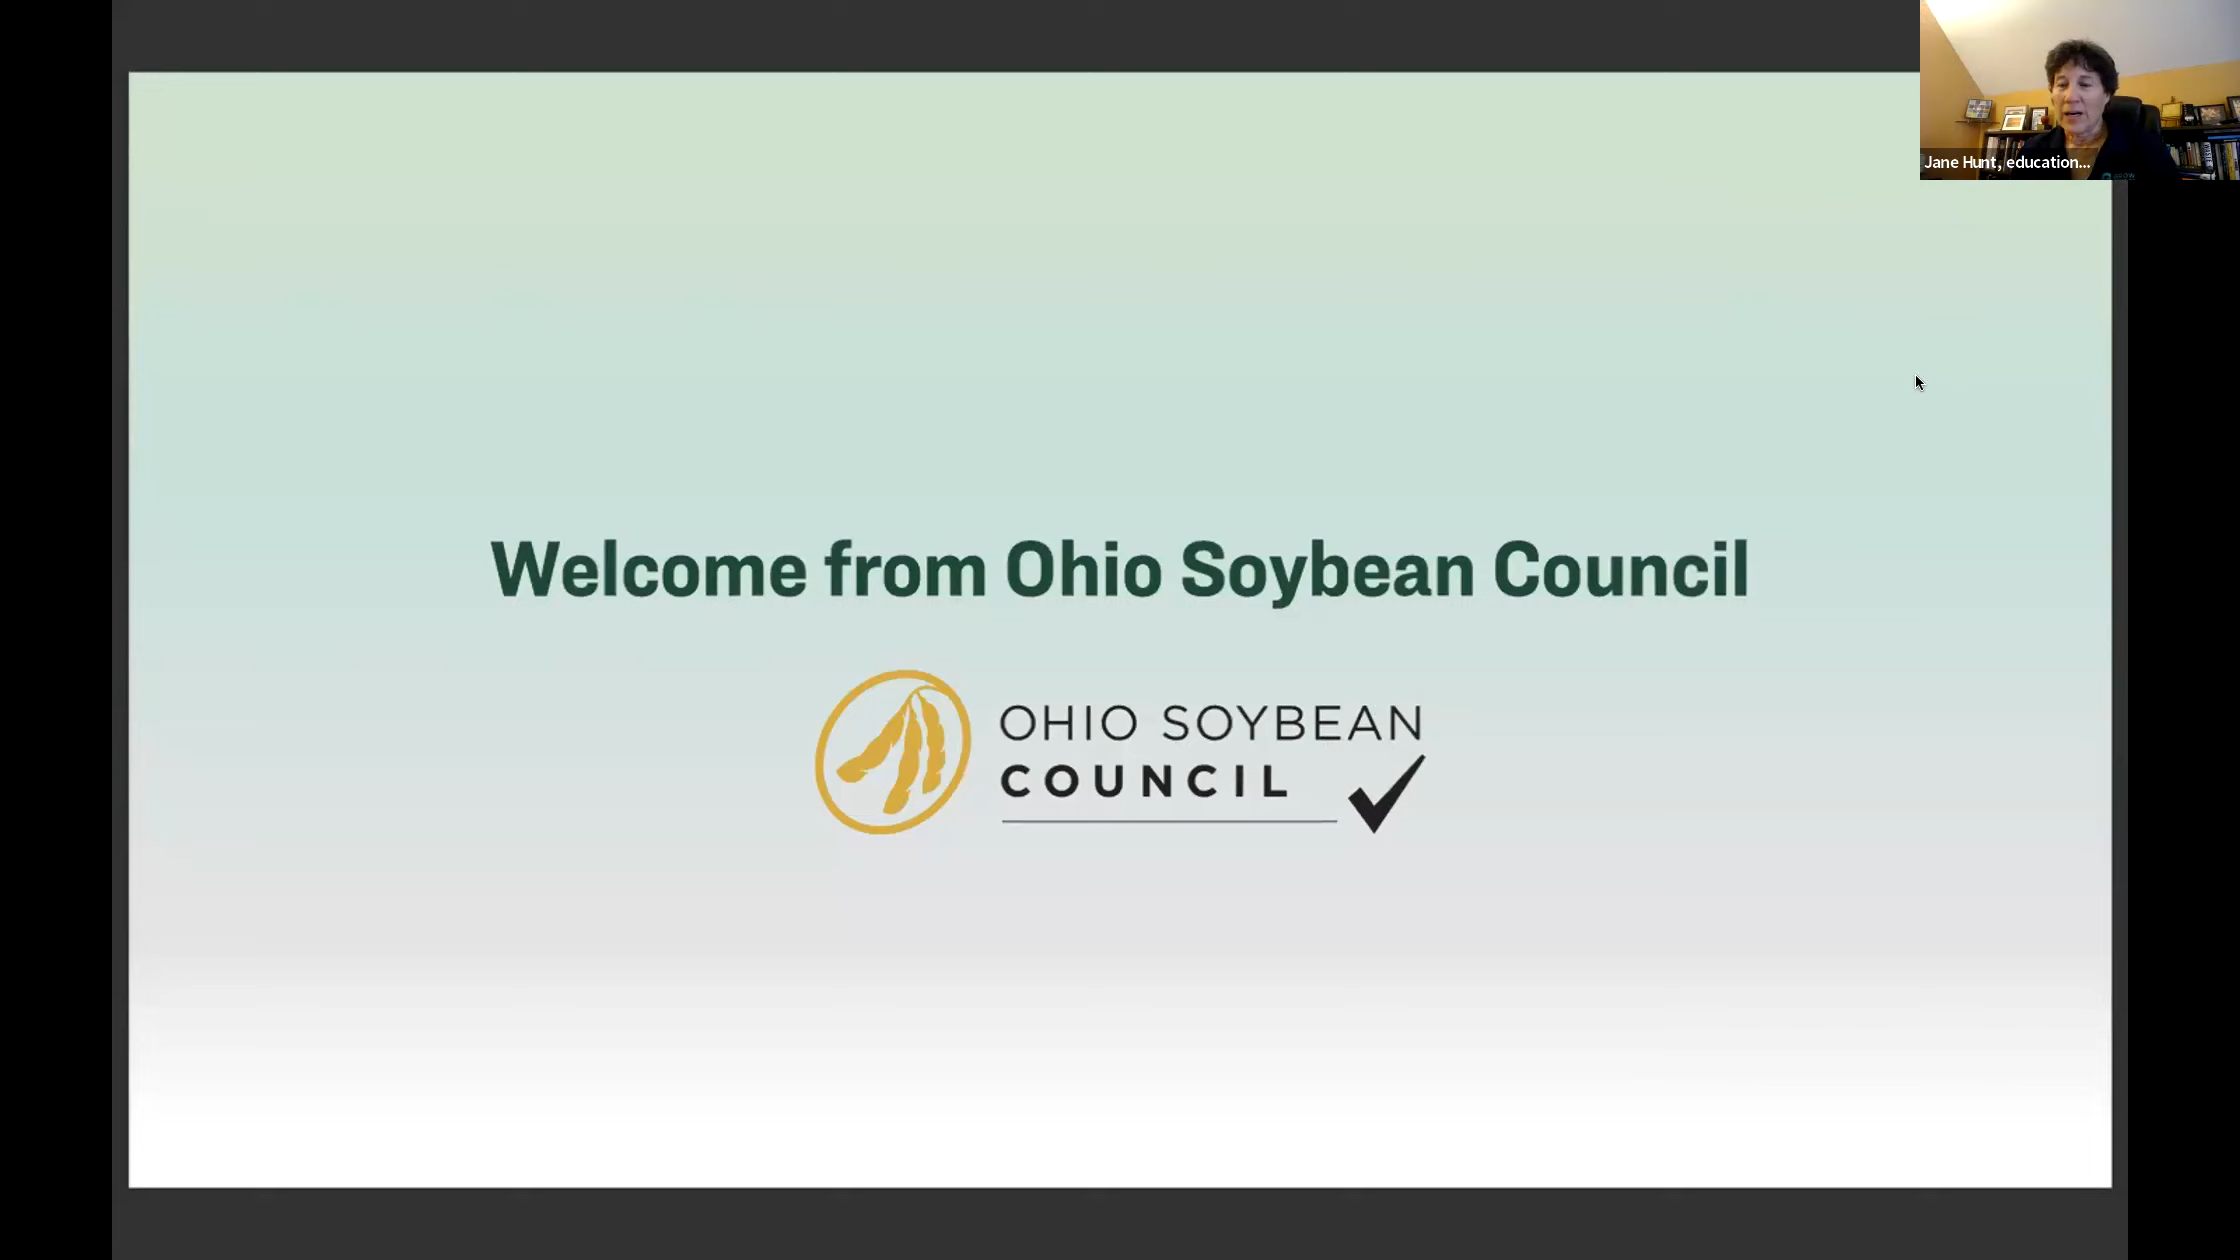 Jane Hunt, education...
Welcome from Ohio Soybean Council
OHIO SOYBEAN
COUNCIL